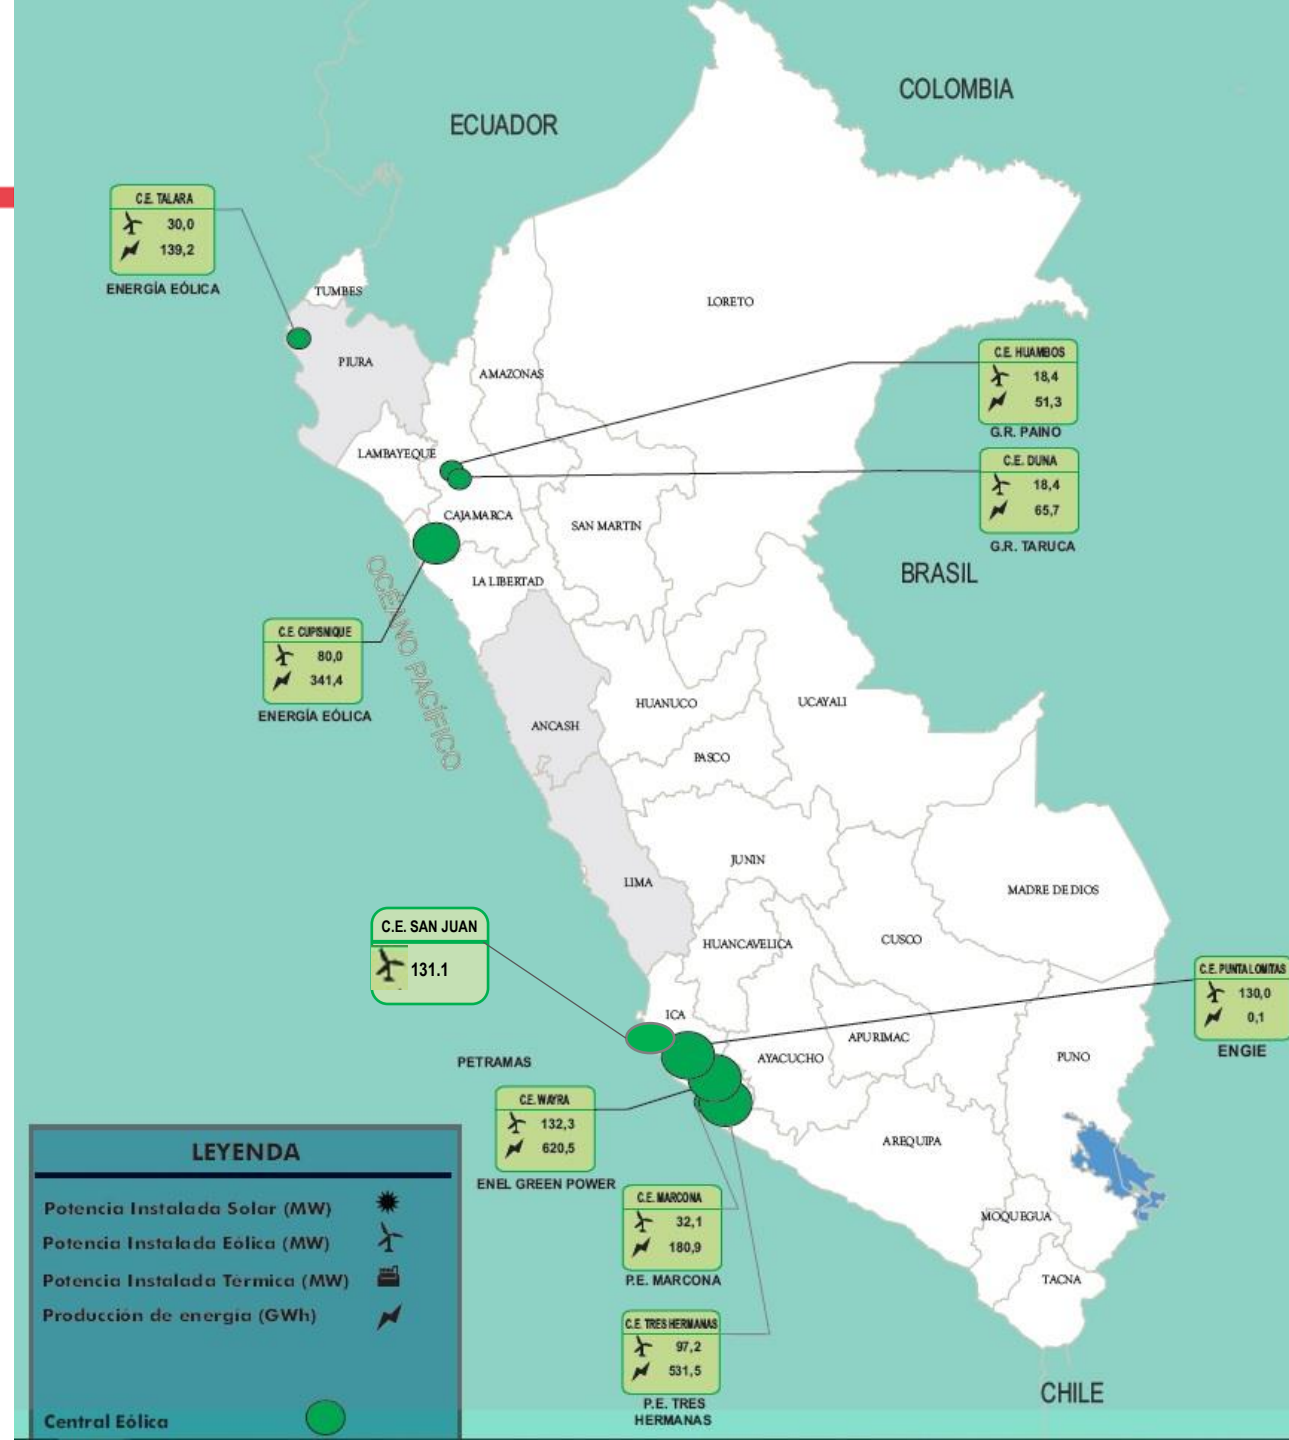 COLOMBIA
ECUADOR
C.E. TALARA
30,0
139,2
ENERGÍA EÓLICA
TUMBES
LORETO
PIURA
AMAZONAS
C.E. HUAMBOS
18,4
51,3
G.R. PAINO
LAMBAYEQUE
C.E. DUNA
18,4
65,7
G.R. TARUCA
CAJAMARCA
SAN MARTIN
BRASIL
LA LIBERTAD
OCÉANO PACÍFICO
C.E. CUPISNIQUE
80,0
341,4
ENERGÍA EÓLICA
HUANUCO
UCAYALI
ANCASH
PASCO
JUNIN
LIMA
MADRE DE DIOS
C.E. SAN JUAN
131.1
HUANCAVELICA
CUSCO
C.E. PUNTA LOMITAS
130,0
0,1
ENGIE
ICA
APURIMAC
AYACUCHO
PUNO
PETRAMAS
C.E. WAYRA
132,3
620,5
ENEL GREEN POWER
AREQUIPA
C.E. MARCONA
32,1
180,9
P.E. MARCONA
MOQUEGUA
TACNA
C.E. TRES HERMANAS
97,2
531,5
P.E. TRES
HERMANAS
CHILE
LEYENDA
Potencia Instalada Solar (MW)
Potencia Instalada Eólica (MW)
Potencia Instalada Térmica (MW)
Producción de energía (GWh)
Central Eólica